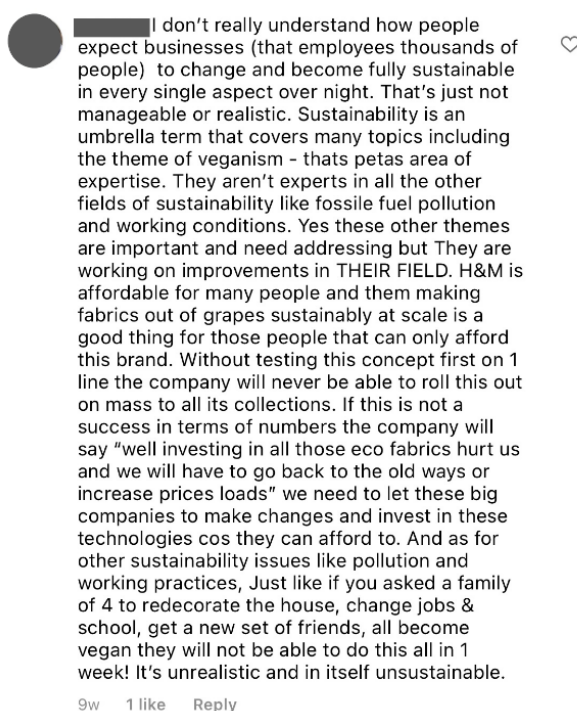 I don't really understand how people
expect businesses (that employees thousands of
people) to change and become fully sustainable
in every single aspect over night. That's just not
manageable or realistic. Sustainability is an
umbrella term that covers many topics including
the theme of veganism - thats petas area of
expertise. They aren't experts in all the other
fields of sustainability like fossile fuel pollution
and working conditions. Yes these other themes
are important and need addressing but They are
working on improvements in THEIR FIELD. H&M is
affordable for many people and them making
fabrics out of grapes sustainably at scale is a
good thing for those people that can only afford
this brand. Without testing this concept first on 1
line the company will never be able to roll this out
on mass to all its collections. If this is not a
success in terms of numbers the company will
say “well investing in all those eco fabrics hurt us
and we will have to go back to the old ways or
increase prices loads” we need to let these big
companies to make changes and invest in these
technologies cos they can afford to. And as for
other sustainability issues like pollution and
working practices, Just like if you asked a family
of 4 to redecorate the house, change jobs &
school, get a new set of friends, all become
vegan they will not be able to do this all in 1
week! It's unrealistic and in itself unsustainable.
9w 1 like Reply